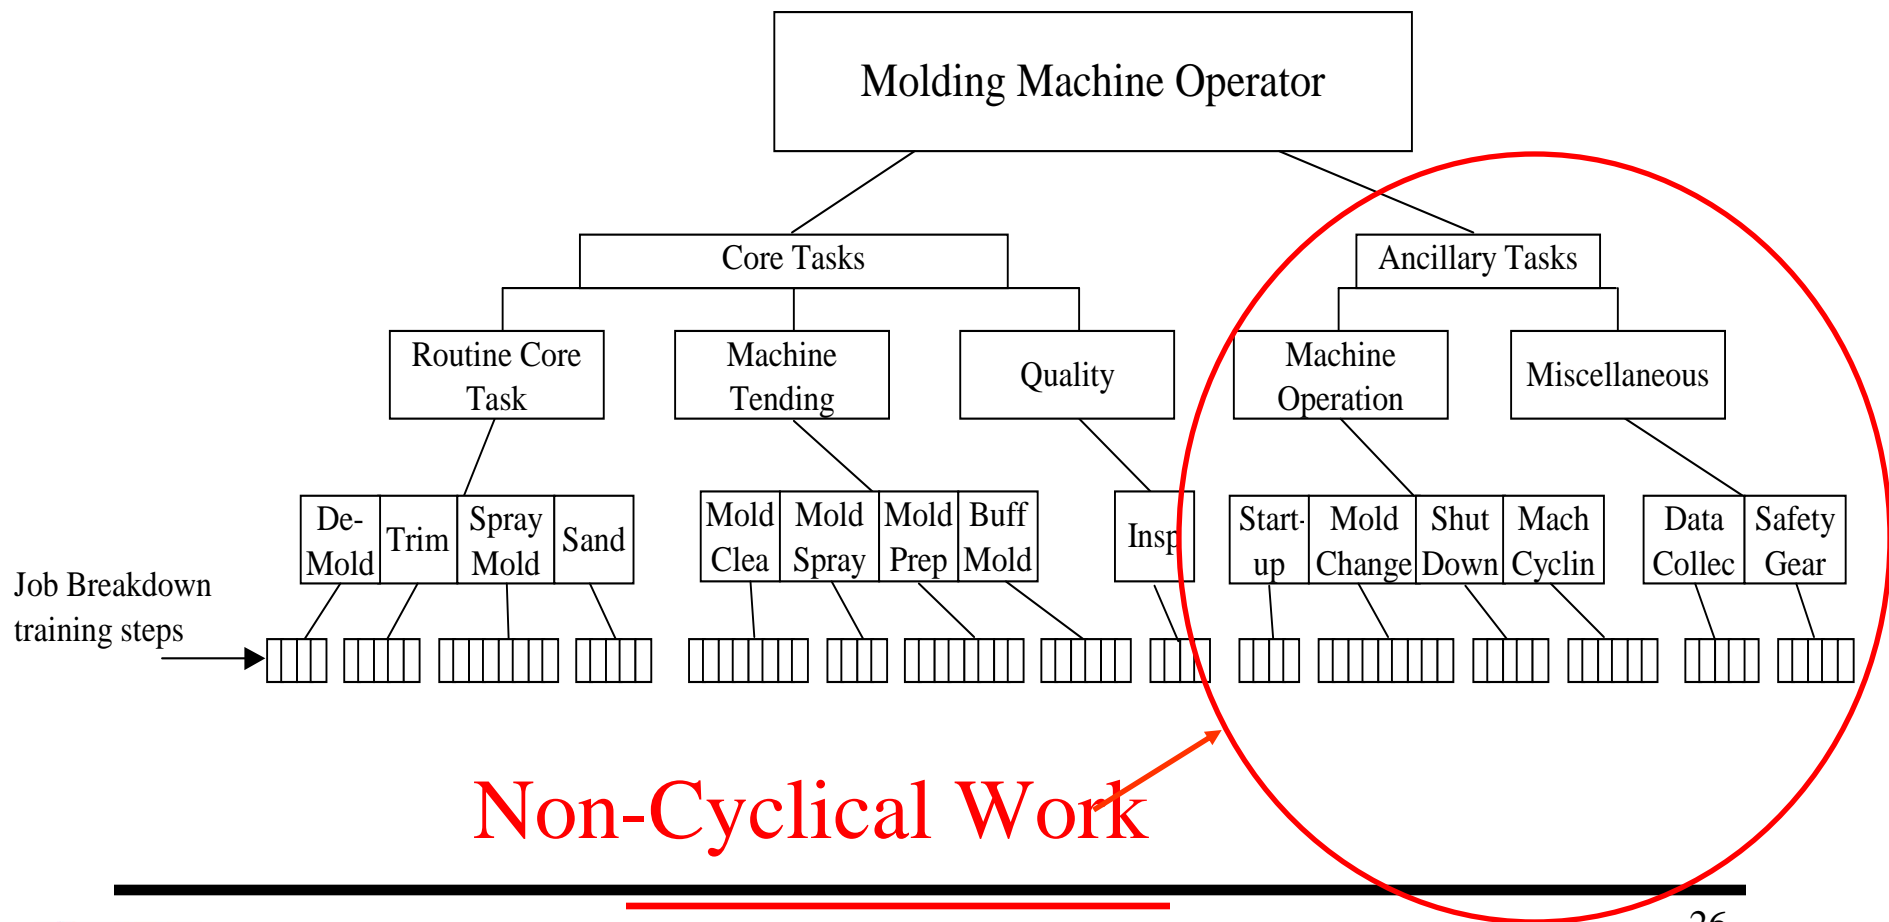 Molding Machine Operator
Core Tasks
Ancillary Tasks
Routine Core
Task
Machine
Tending
Quality
Machine
Operation
Miscellaneous
De-
Mold
Trim
Spray
Mold
Sand
Mold
Clea
Mold
Spray
Mold
Prep
Buff
Mold
Insp
Start-
up
Mold
Change
Shut
Down
Mach
Cyclin
Data
Collec
Safety
Gear
Job Breakdown
training steps
Non-Cyclical Work
26